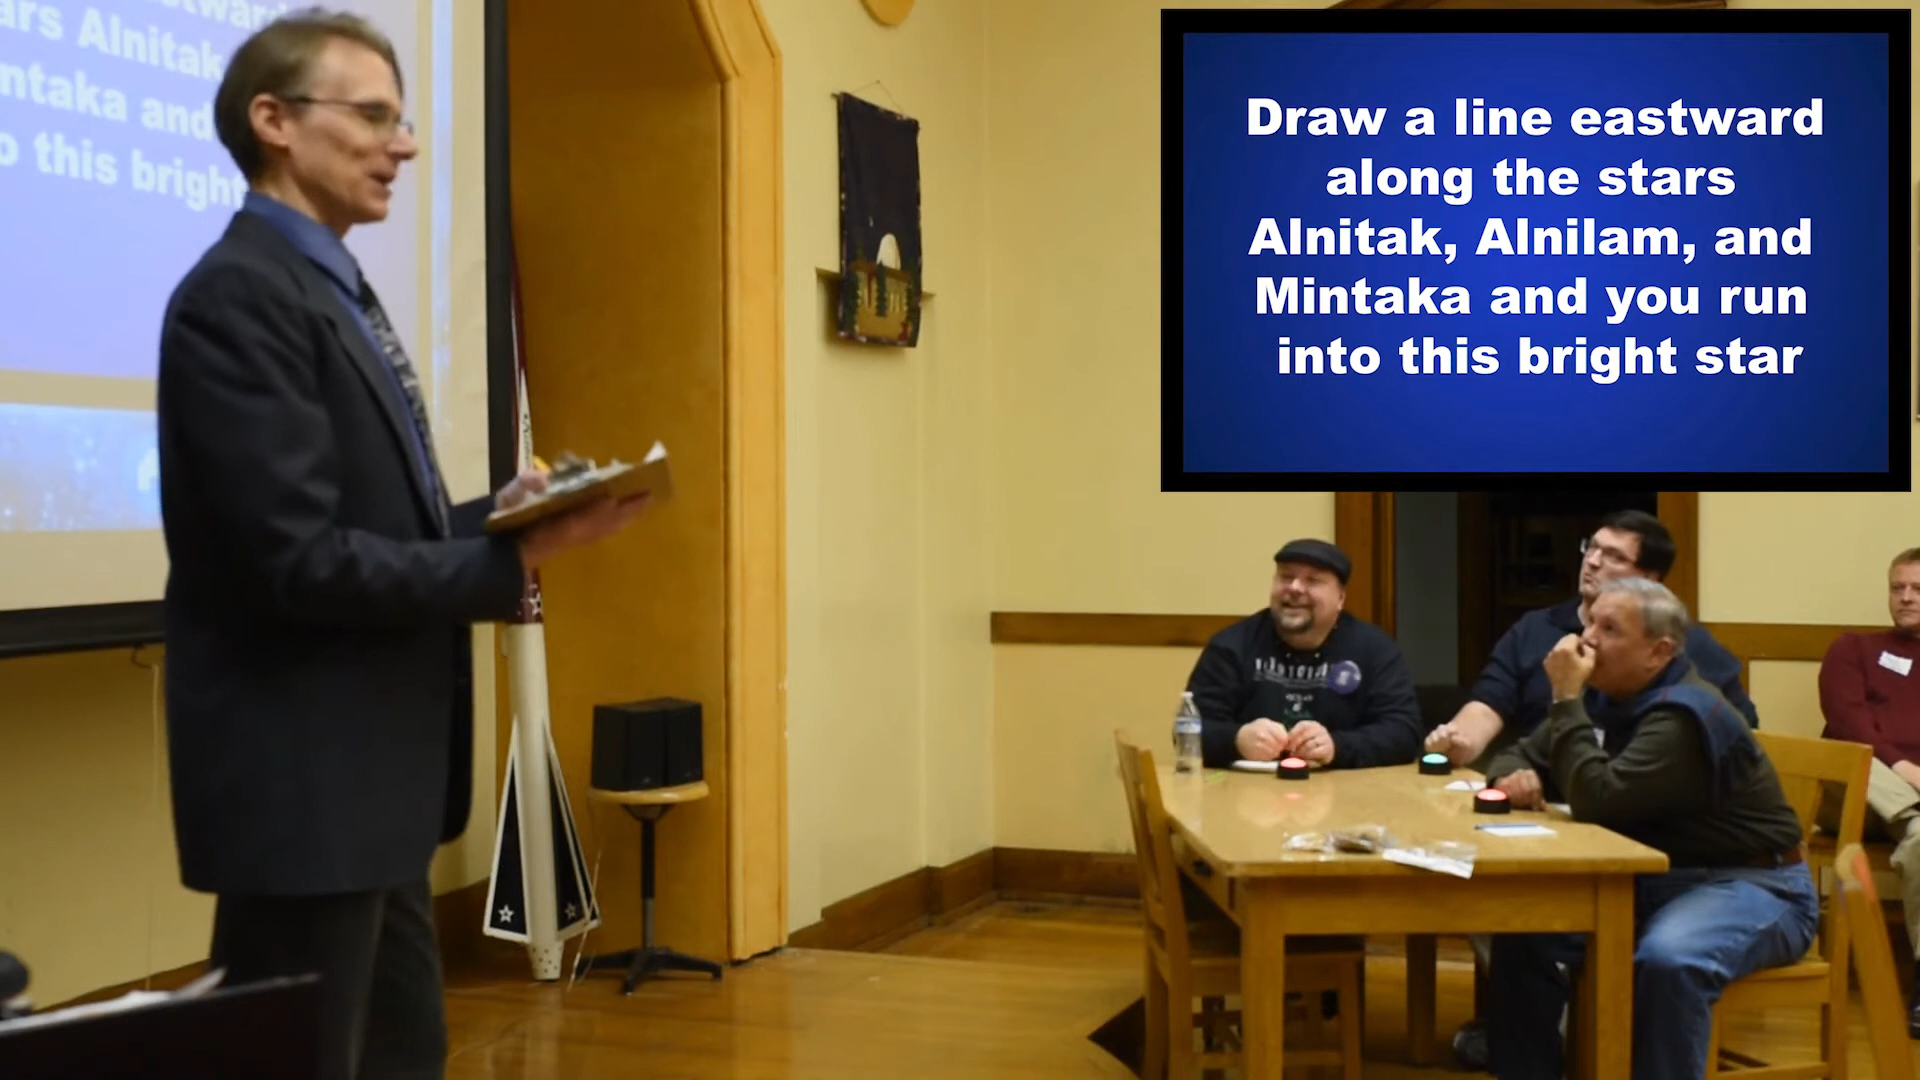 Draw a line eastward
along the stars
Alnitak, Alnilam, and
Mintaka and you run
into this bright star
eastward
ars Alnitak
ntaka and
o this bright